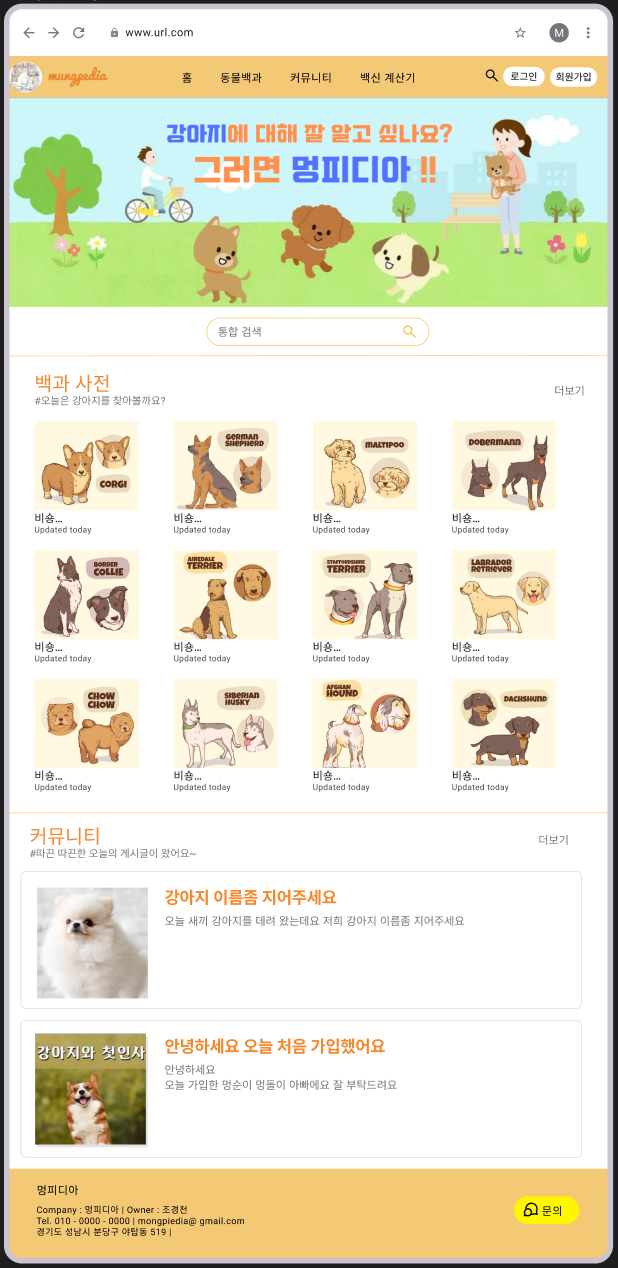 www.url.com
M
mungpedia
홈
동물백과
커뮤니티
백신 계산기
로그인
회원가입
강아지에 대해 잘 알고 싶나요?
그러면 멍피디아 !!
통합 검색
백과 사전
#오늘은 강아지를 찾아볼까요?
더보기
CORGI
GERMAN
SHEPHERD
MALTIPOO
DOBERMANN
비숑...
Updated today
비숑...
Updated today
비숑...
Updated today
비숑...
Updated today
BORDER
COLLIE
AIREDALE
TERRIER
STAFFORDSHIRE
TERRIER
LABRADOR
RETRIEVER
비숑...
Updated today
비숑...
Updated today
비숑...
Updated today
비숑...
Updated today
CHOW
CHOW
SIBERIAN
HUSKY
AFGHAN
HOUND
DACHSHUND
비숑...
Updated today
비숑...
Updated today
비숑...
Updated today
비숑...
Updated today
커뮤니티
#따끈 따끈한 오늘의 게시글이 왔어요~
더보기
강아지 이름좀 지어주세요
오늘 새끼 강아지를 데려 왔는데요 저희 강아지 이름좀 지어주세요
강아지와 첫인사
안녕하세요 오늘 처음 가입했어요
안녕하세요
오늘 가입한 멍순이 멍돌이 아빠에요 잘 부탁드려요
멍피디아
Company : 멍피디아 | Owner : 조경천
Tel. 010 - 0000 - 0000 | mongpiedia@ gmail.com
경기도 성남시 분당구 야탑동 519 |
문의